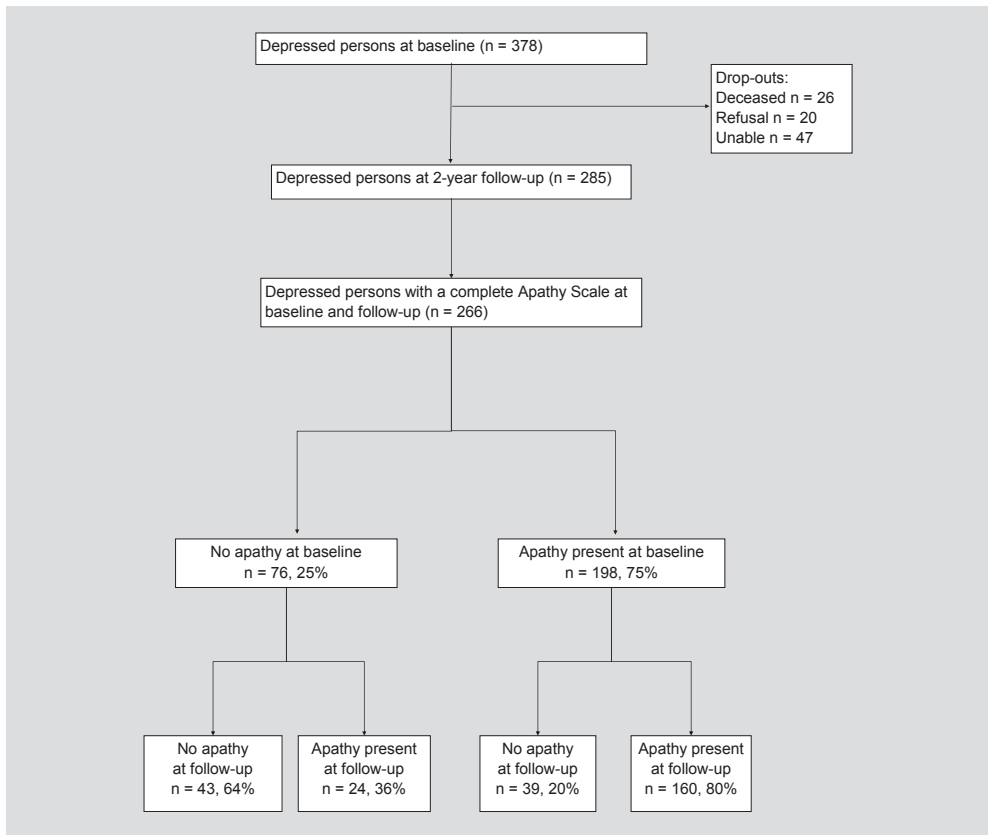 Depressed persons at baseline (n = 378)
Drop-outs:
Deceased n = 26
Refusal n = 20
Unable n = 47
Depressed persons at 2-year follow-up (n = 285)
Depressed persons with a complete Apathy Scale at
baseline and follow-up (n = 266)
No apathy at baseline
n = 76, 25%
Apathy present at baseline
n = 198, 75%
No apathy
at follow-up
n = 43, 64%
Apathy present
at follow-up
n = 24, 36%
No apathy
at follow-up
n = 39, 20%
Apathy present
at follow-up
n = 160, 80%